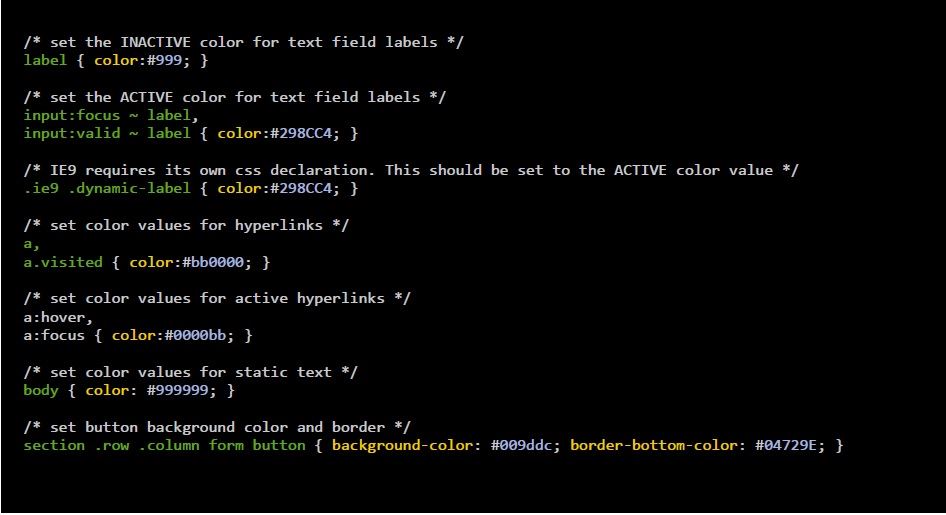 /* set the INACTIVE color for text field labels */
label { color:#999; }
/* set the ACTIVE color for text field labels */
input:focus ~ label,
input:valid ~ label { color:#298CC4; }
/* IE9 requires its own css declaration. This should be set to the ACTIVE color value */
.ie9 .dynamic-label { color:#298CC4; }
/* set color values for hyperlinks */
a,
a.visited { color:#bb0000; }
/* set color values for active hyperlinks */
a:hover,
a:focus { color:#0000bb; }
/* set color values for static text */
body { color: #999999; }
/* set button background color and border */
section .row .column form button { background-color: #009ddc; border-bottom-color: #04729E; }